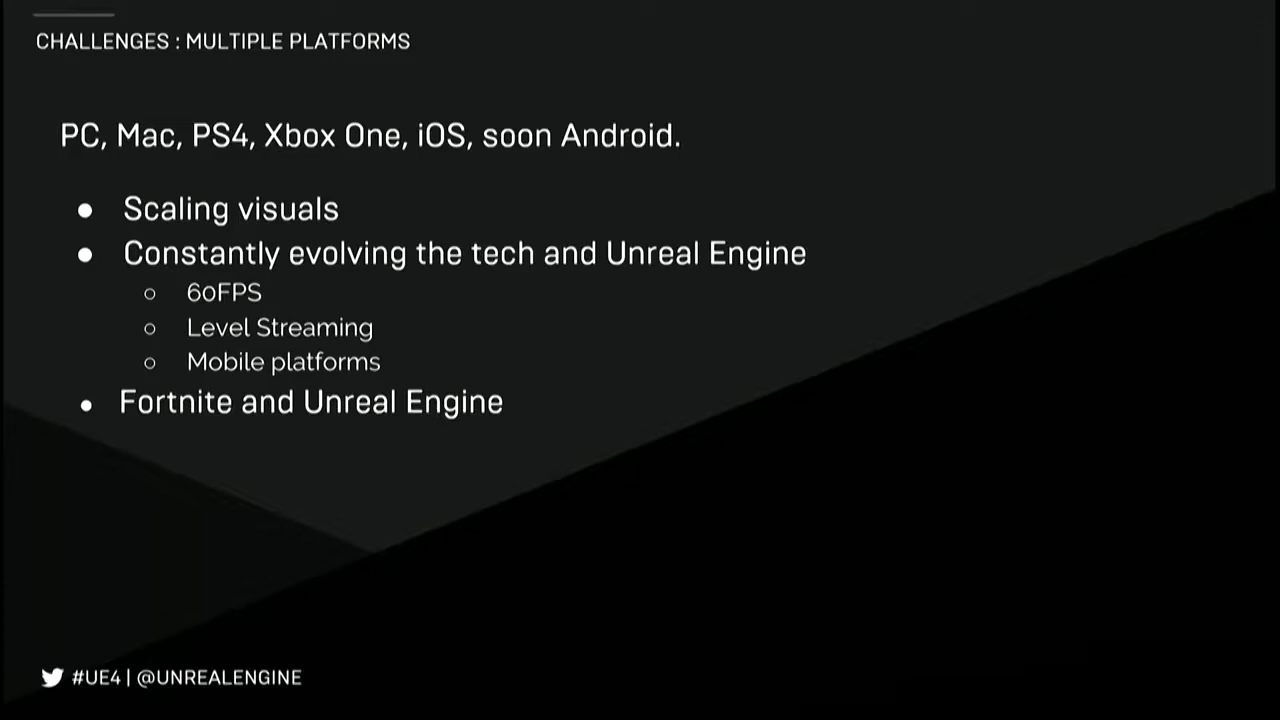 CHALLENGES : MULTIPLE PLATFORMS
PC, Mac, PS4, Xbox One, iOS, soon Android.
● Scaling visuals
● Constantly evolving the tech and Unreal Engine
○ 60FPS
○ Level Streaming
○ Mobile platforms
● Fortnite and Unreal Engine
#UE4 | @UNREALENGINE